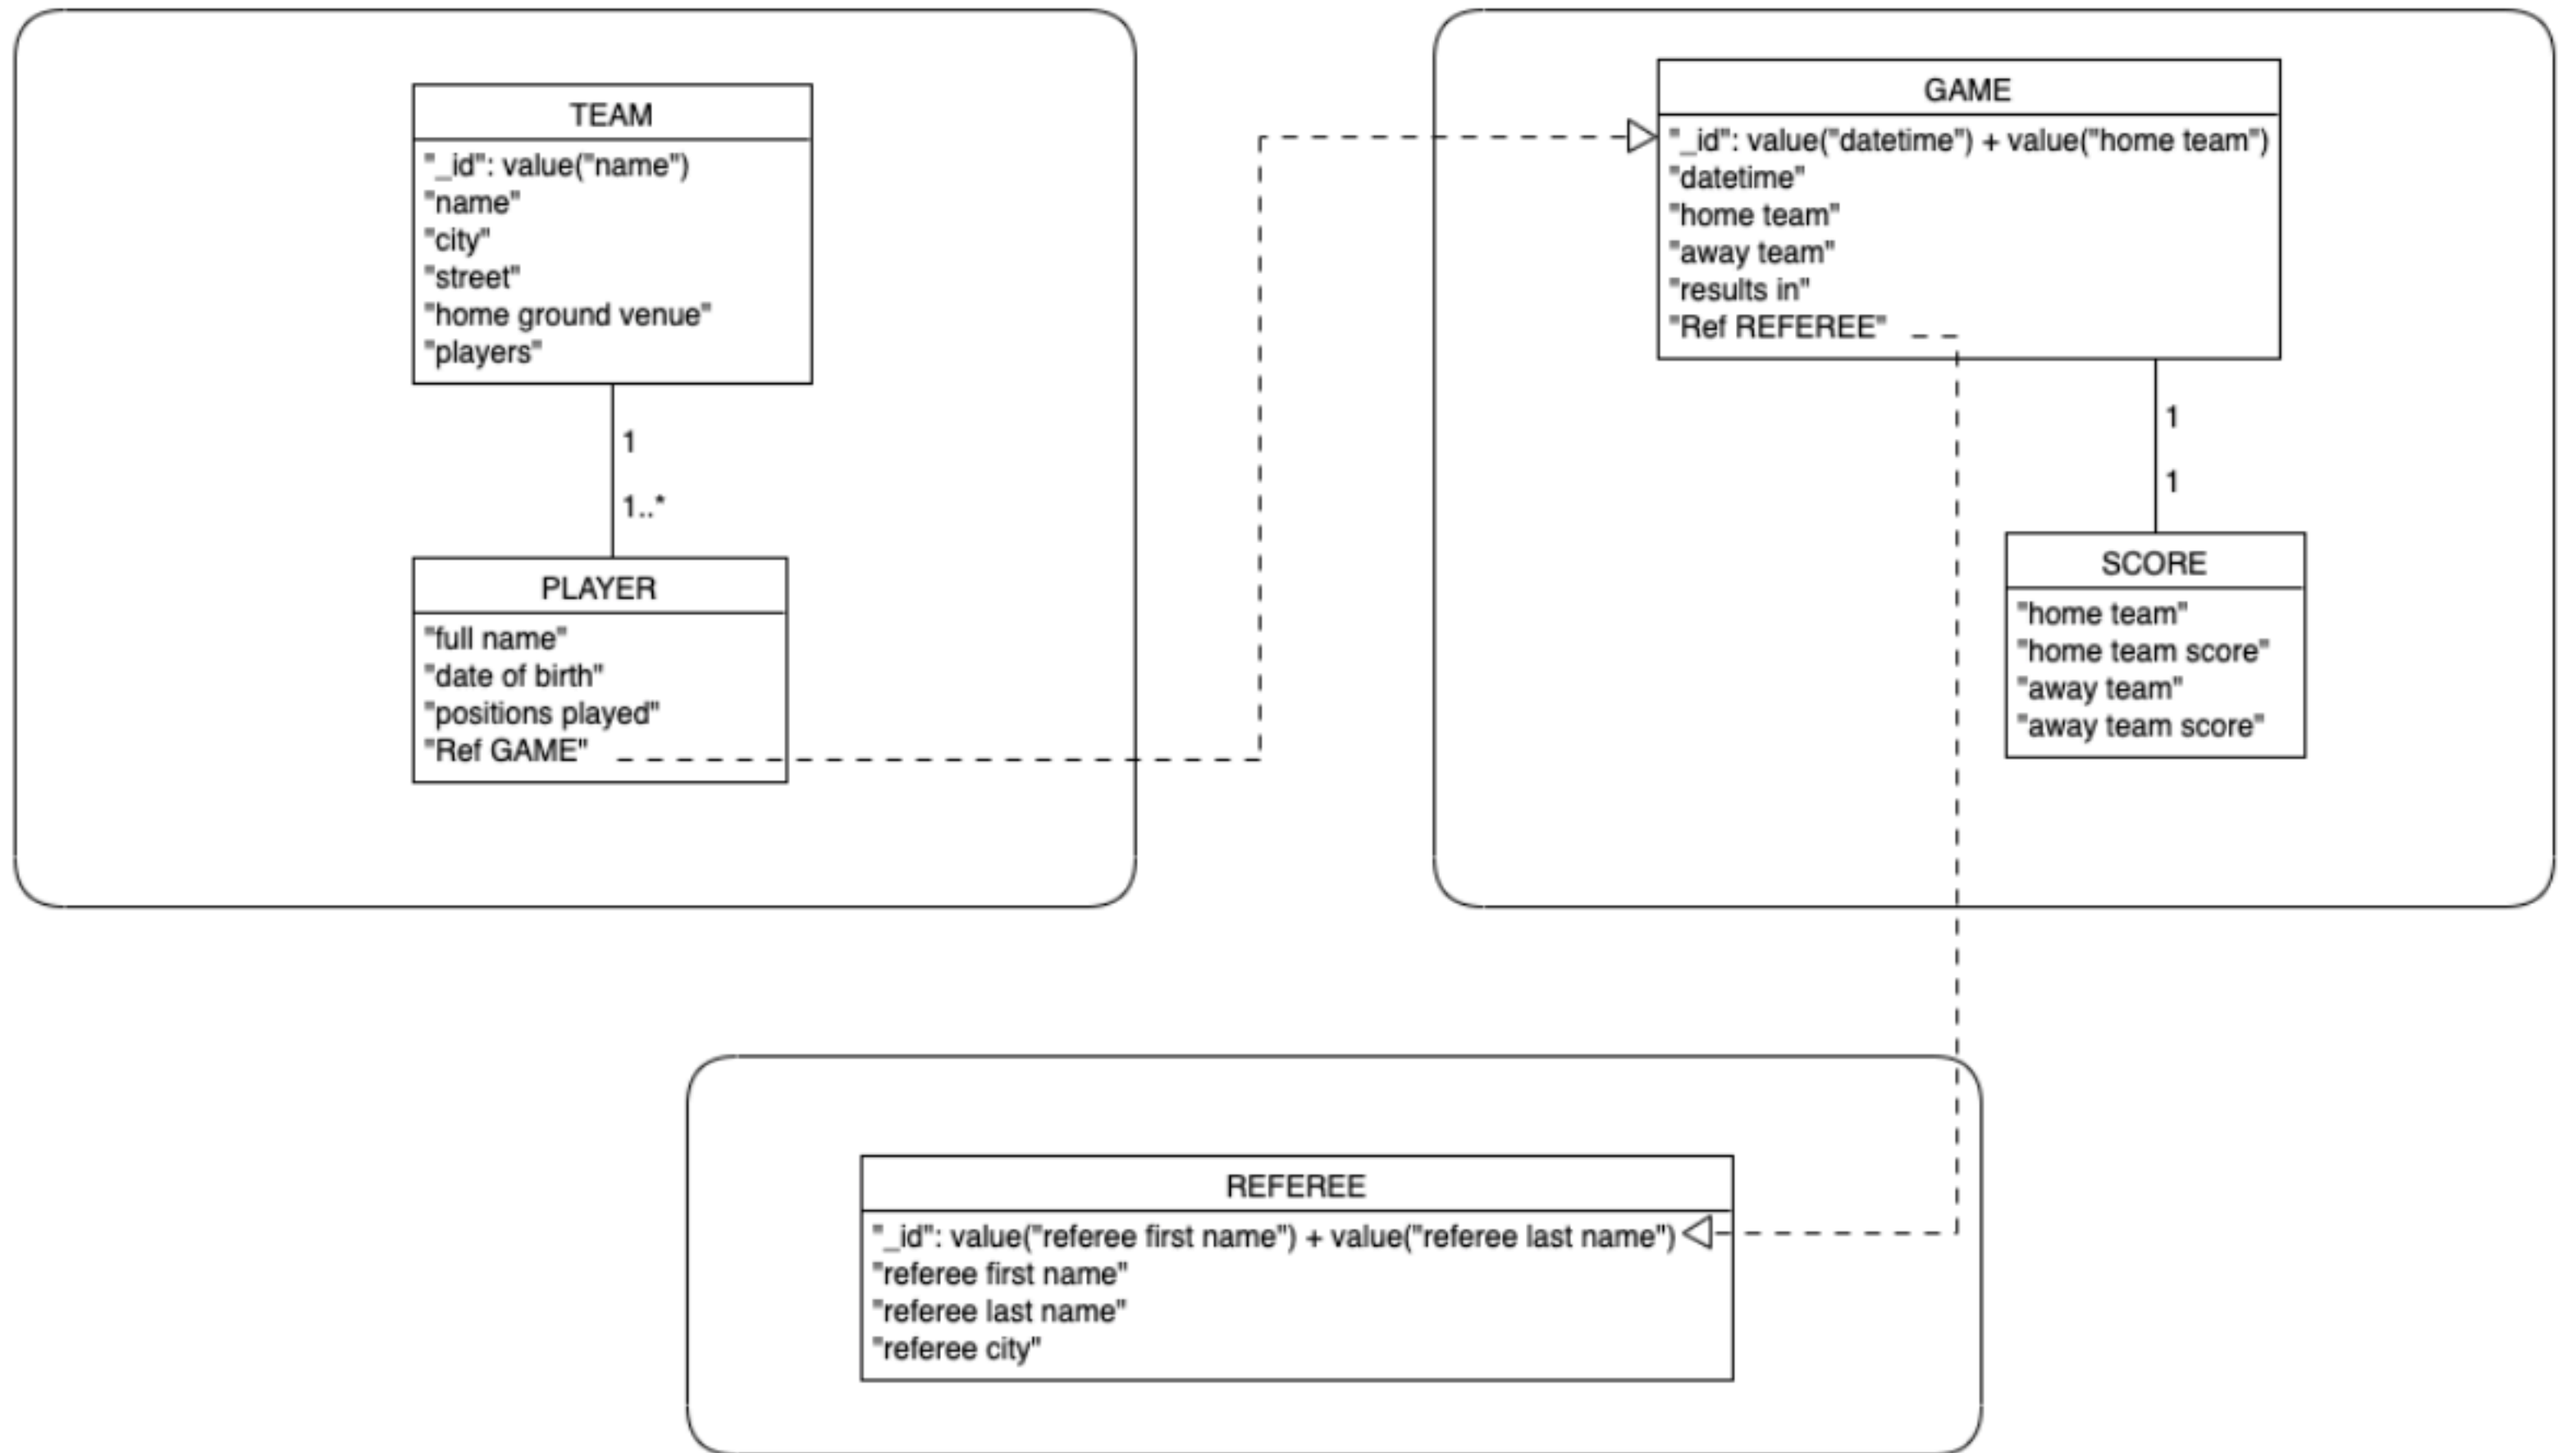 TEAM
"_id": value("name")
"name"
"city"
"street"
"home ground venue"
"players"
1
1..*
PLAYER
"full name"
"date of birth"
"positions played"
"Ref GAME"
GAME
"_id": value("datetime") + value("home team")
"datetime"
"home team"
"away team"
"results in"
"Ref REFEREE"
1
1
SCORE
"home team"
"home team score"
"away team"
"away team score"
REFEREE
"_id": value("referee first name") + value("referee last name")
"referee first name"
"referee last name"
"referee city"